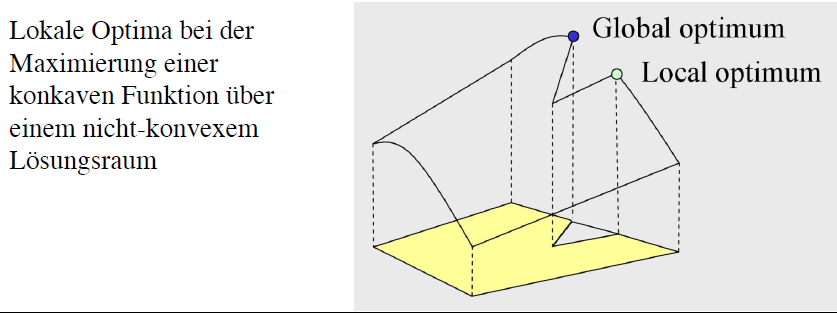 Lokale Optima bei der
Maximierung einer
konkaven Funktion über
einem nicht-konvexem
Lösungsraum
Global optimum
Local optimum